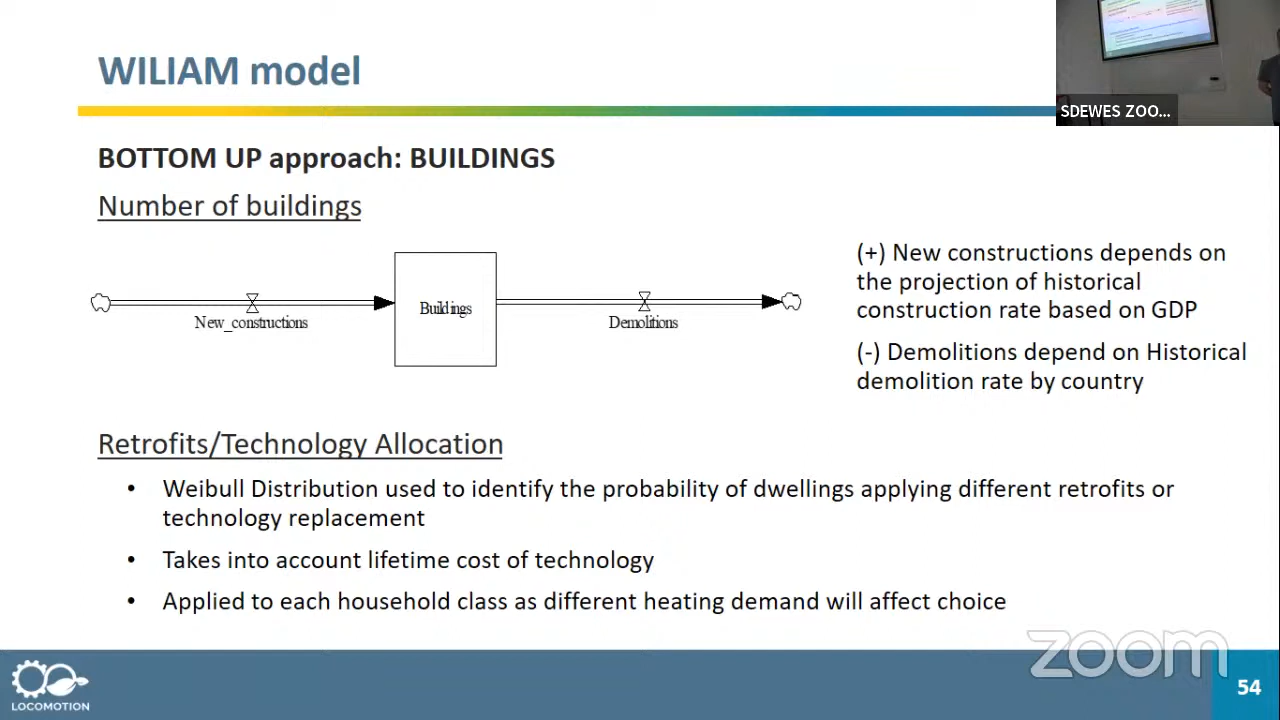 WILIAM model
SDEWES ZOO...
BOTTOM UP approach: BUILDINGS
Number of buildings
New_constructions
Buildings
Demolitions
(+) New constructions depends on
the projection of historical
construction rate based on GDP
(-) Demolitions depend on Historical
demolition rate by country
Retrofits/Technology Allocation
• Weibull Distribution used to identify the probability of dwellings applying different retrofits or
technology replacement
• Takes into account lifetime cost of technology
• Applied to each household class as different heating demand will affect choice
zoom
LOCOMOTION
54